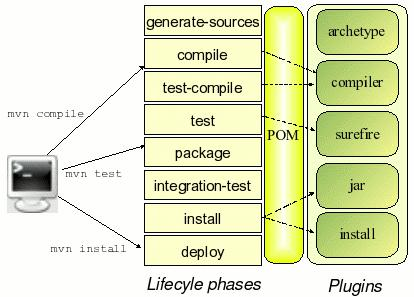 generate-sources
compile
test-compile
test
package
integration-test
install
deploy
Lifecyle phases
mvn compile
mvn test
mvn install
>_
POM
archetype
compiler
surefire
jar
install
Plugins